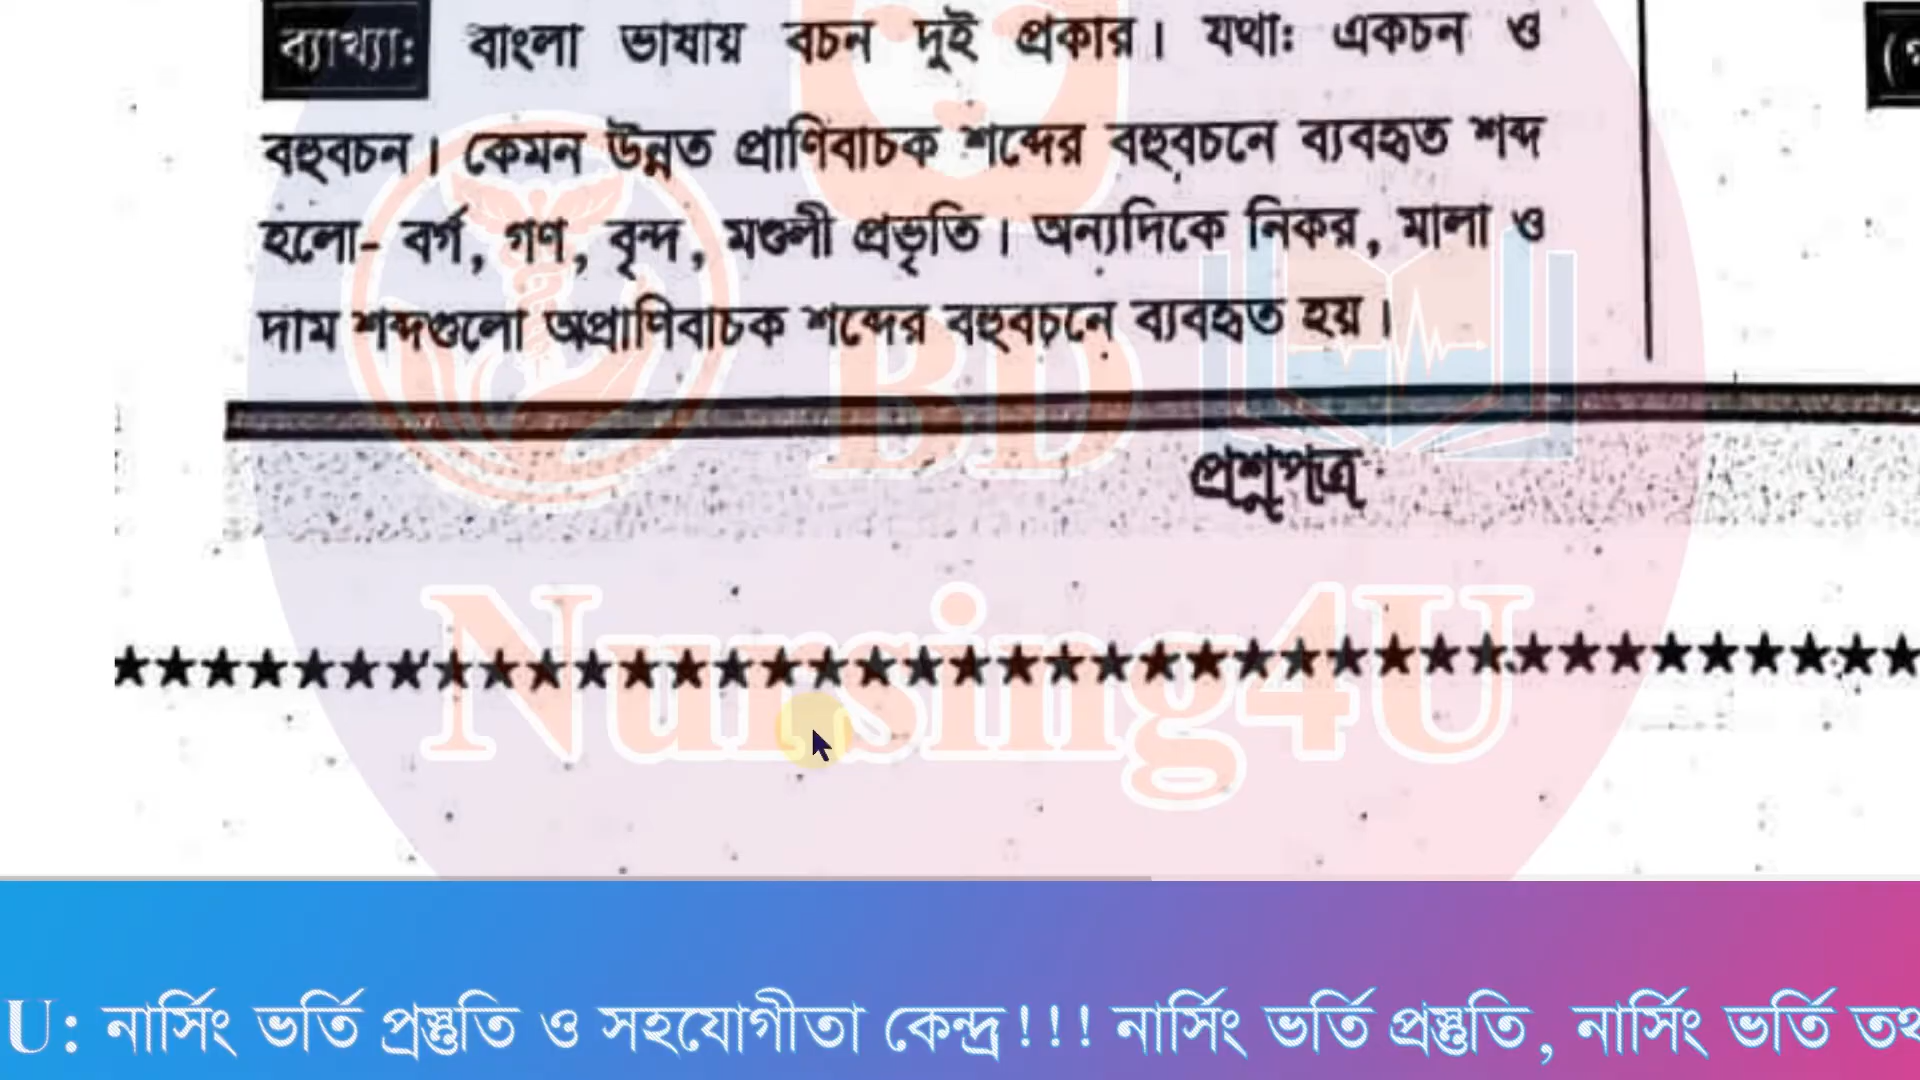 ব্যাখ্যা: বাংলা ভাষায় বচন দুই প্রকার। যথাঃ একচন ও
বহুবচন। কেমন উন্নত প্রাণিবাচক শব্দের বহুবচনে ব্যবহৃত শব্দ
হলো- বর্গ, গণ, বৃন্দ, মণ্ডলী প্রভৃতি। অন্যদিকে নিকর, মালা ও
দাম শব্দগুলো অপ্রাণিবাচক শব্দের বহুবচনে ব্যবহৃত হয়।
প্রশ্নপত্র
BD
Nursing4U
U: নার্সিং ভর্তি প্রস্তুতি ও সহযোগীতা কেন্দ্র!!! নার্সিং ভর্তি প্রস্তুতি, নার্সিং ভর্তি